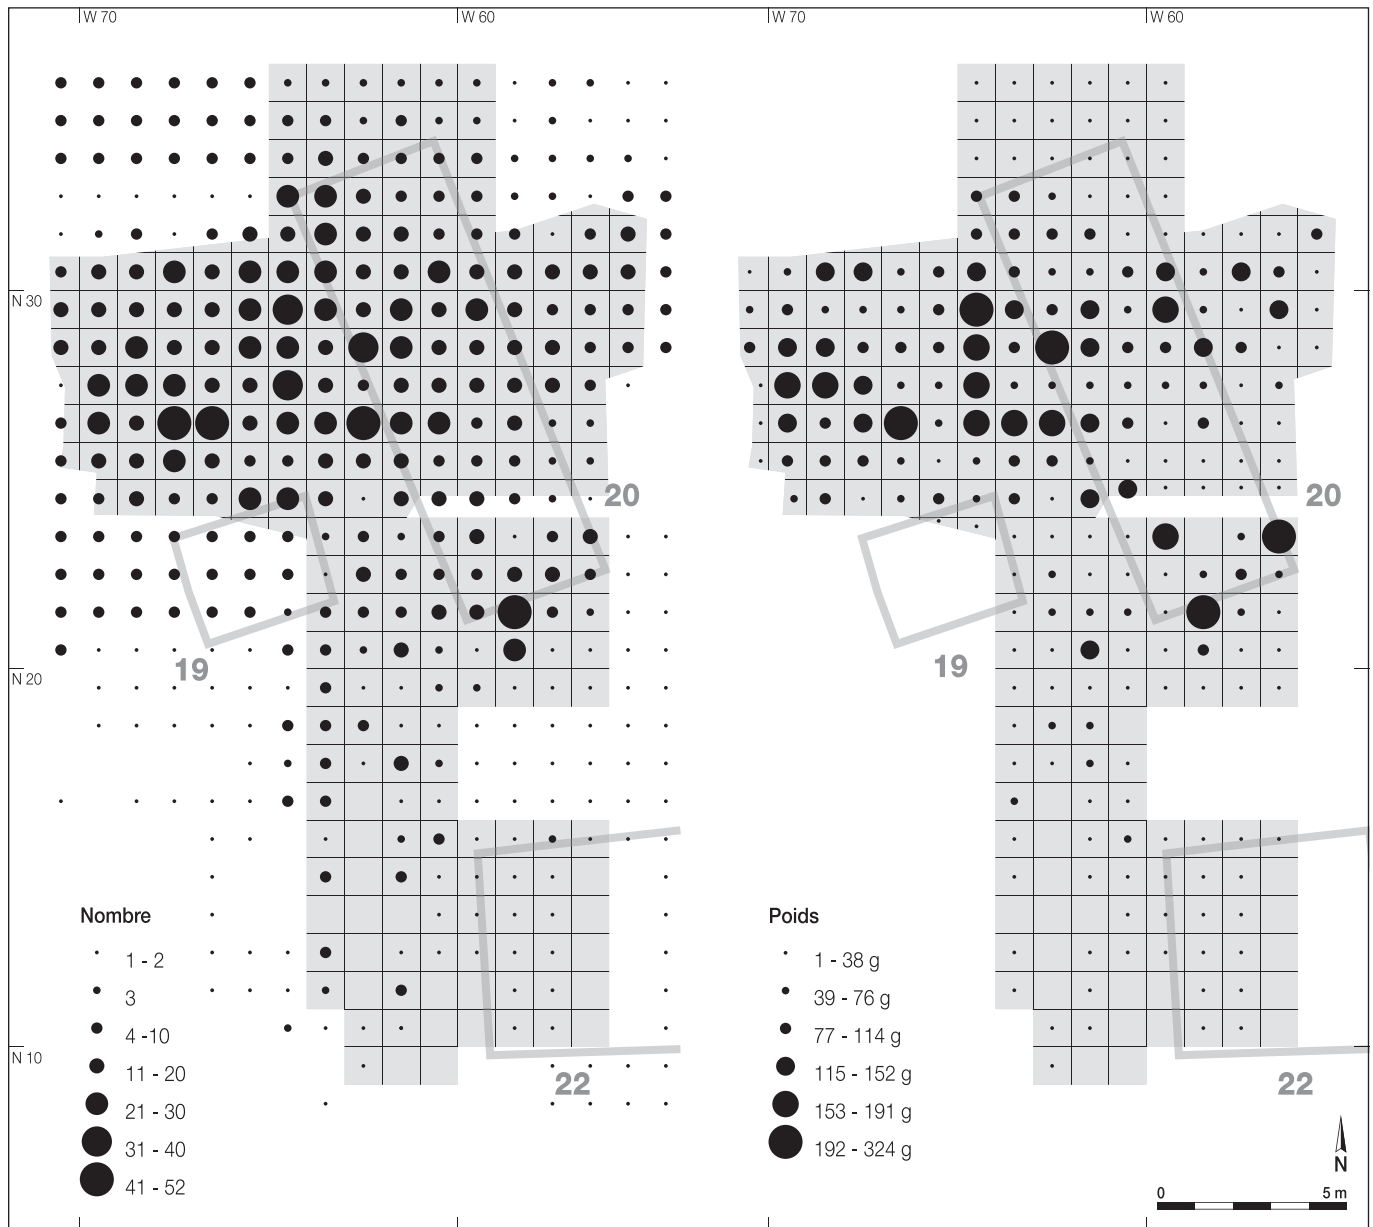 W 70
W 60
W 70
W 60
N 30
20
20
19
19
N 20
Nombre
1 - 2
3
4 -10
11 - 20
21 - 30
31 - 40
41 - 52
Poids
1 - 38 g
39 - 76 g
77 - 114 g
115 - 152 g
153 - 191 g
192 - 324 g
N 10
22
22
N
0
5 m